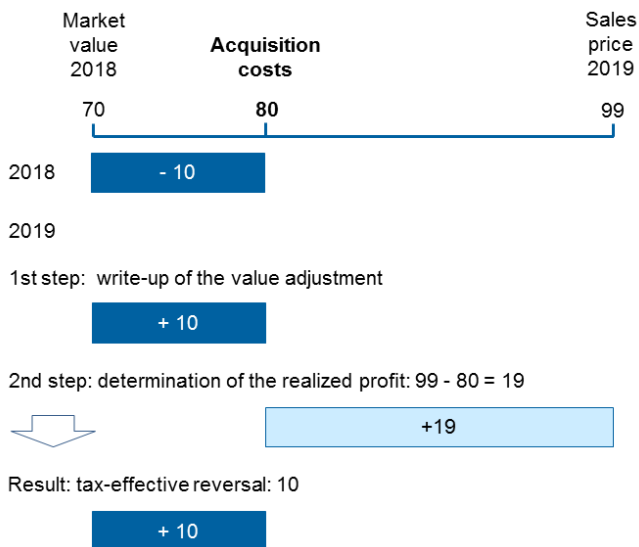 Market
value
2018
Acquisition
costs
Sales
price
2019
70
80
99
2018
- 10
2019
1st step:  write-up of the value adjustment
+ 10
2nd step: determination of the realized profit: 99 - 80 = 19
+19
Result: tax-effective reversal: 10
+ 10